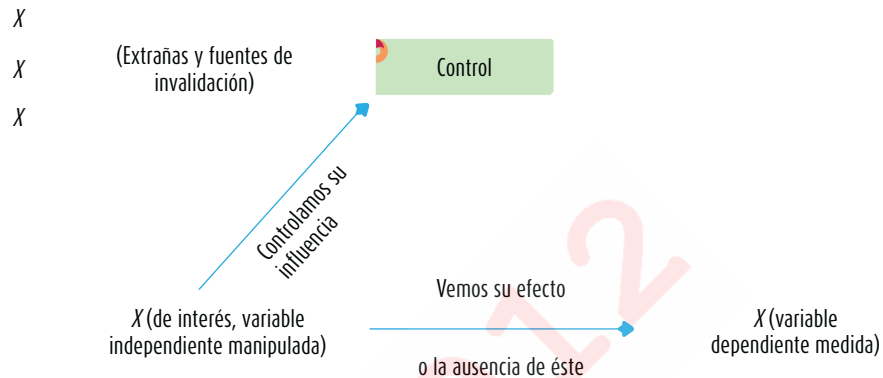 X
X
X
(Extrañas y fuentes de
invalidación)
Control
Controlamos su
influencia
X (de interés, variable
independiente manipulada)
Vemos su efecto
o la ausencia de éste
X (variable
dependiente medida)